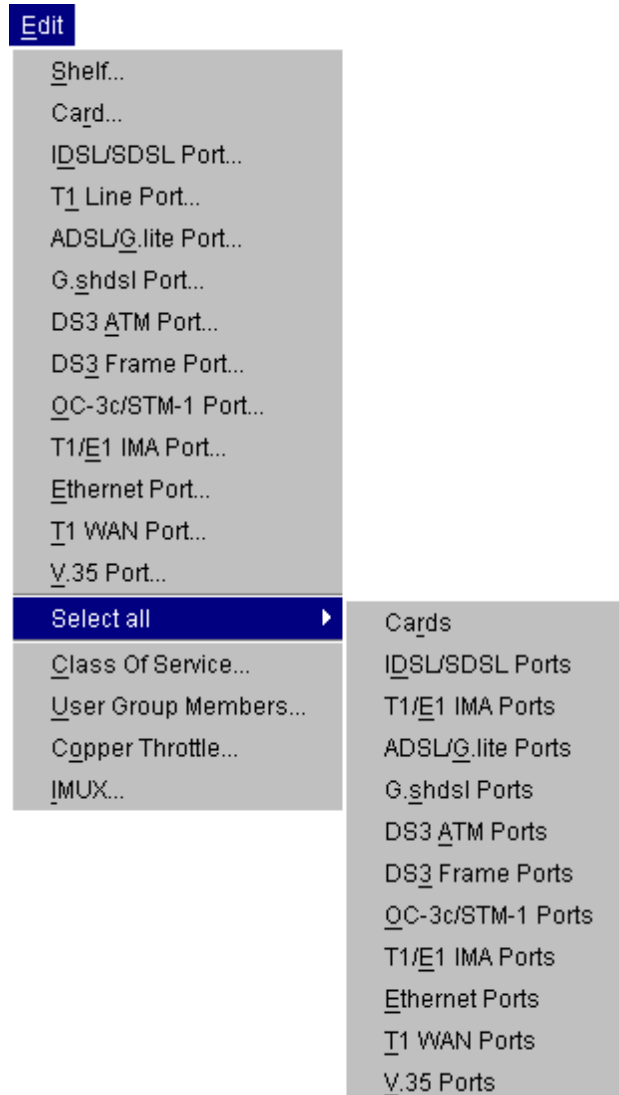 Edit
Shelf...
Card...
IDSL/SDSL Port...
T1 Line Port...
ADSL/G.lite Port...
G.shdsl Port...
DS3 ATM Port...
DS3 Frame Port...
OC-3c/STM-1 Port...
T1/E1 IMA Port...
Ethernet Port...
T1 WAN Port...
V.35 Port...
Select all
Class Of Service...
User Group Members...
Copper Throttle...
IMUX...
Cards
IDSL/SDSL Ports
T1/E1 IMA Ports
ADSL/G.lite Ports
G.shdsl Ports
DS3 ATM Ports
DS3 Frame Ports
OC-3c/STM-1 Ports
T1/E1 IMA Ports
Ethernet Ports
T1 WAN Ports
V.35 Ports